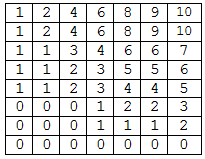 1 2 4 6 8 9 10
1 2 4 6 8 9 10
1 1 3 4 6 6 7
1 1 2 3 5 5 6
1 1 2 3 4 4 5
0 0 0 1 2 2 3
0 0 0 1 1 1 2
0 0 0 0 0 0 0